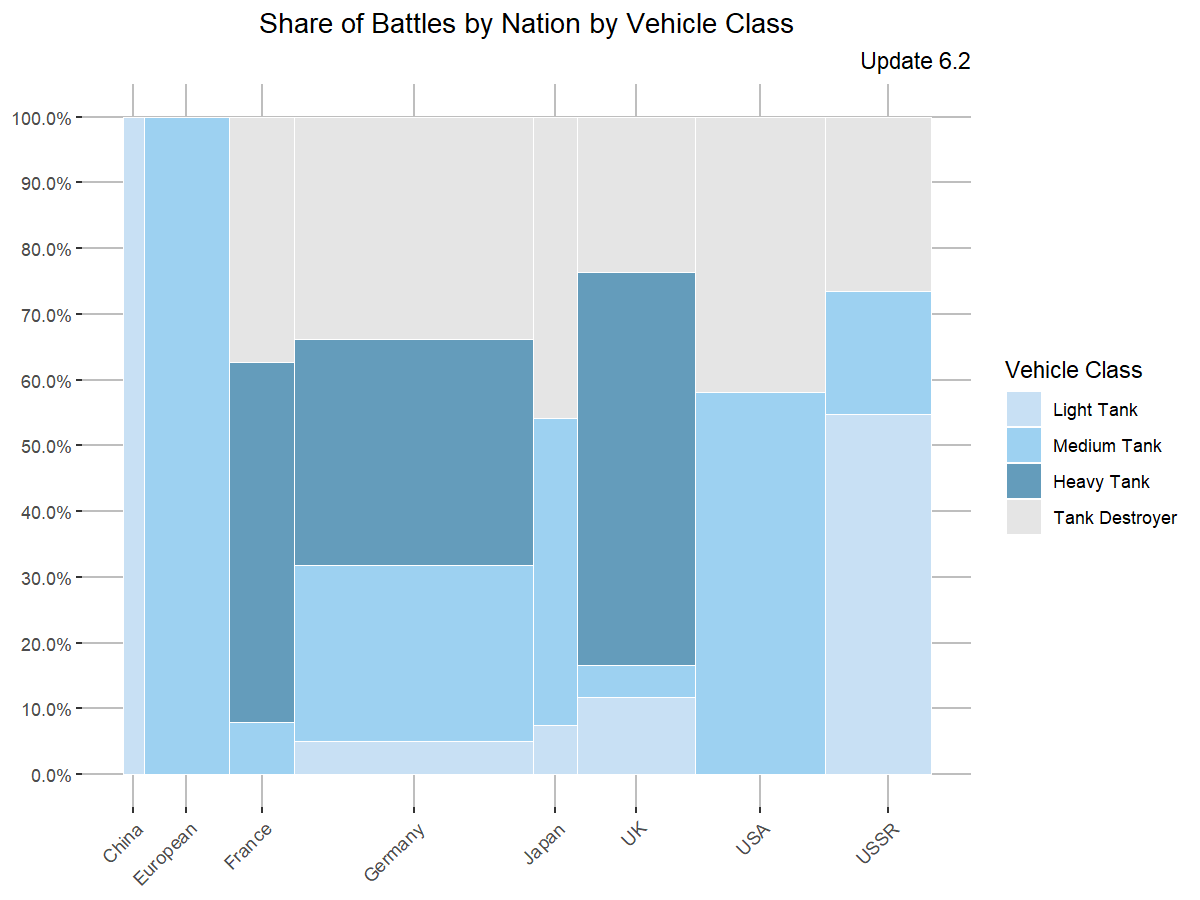 Share of Battles by Nation by Vehicle Class
Update 6.2
100.0%
90.0%
80.0%
70.0%
60.0%
50.0%
40.0%
30.0%
20.0%
10.0%
0.0%
China
European
France
Germany
Japan
UK
USA
USSR
Vehicle Class
Light Tank
Medium Tank
Heavy Tank
Tank Destroyer